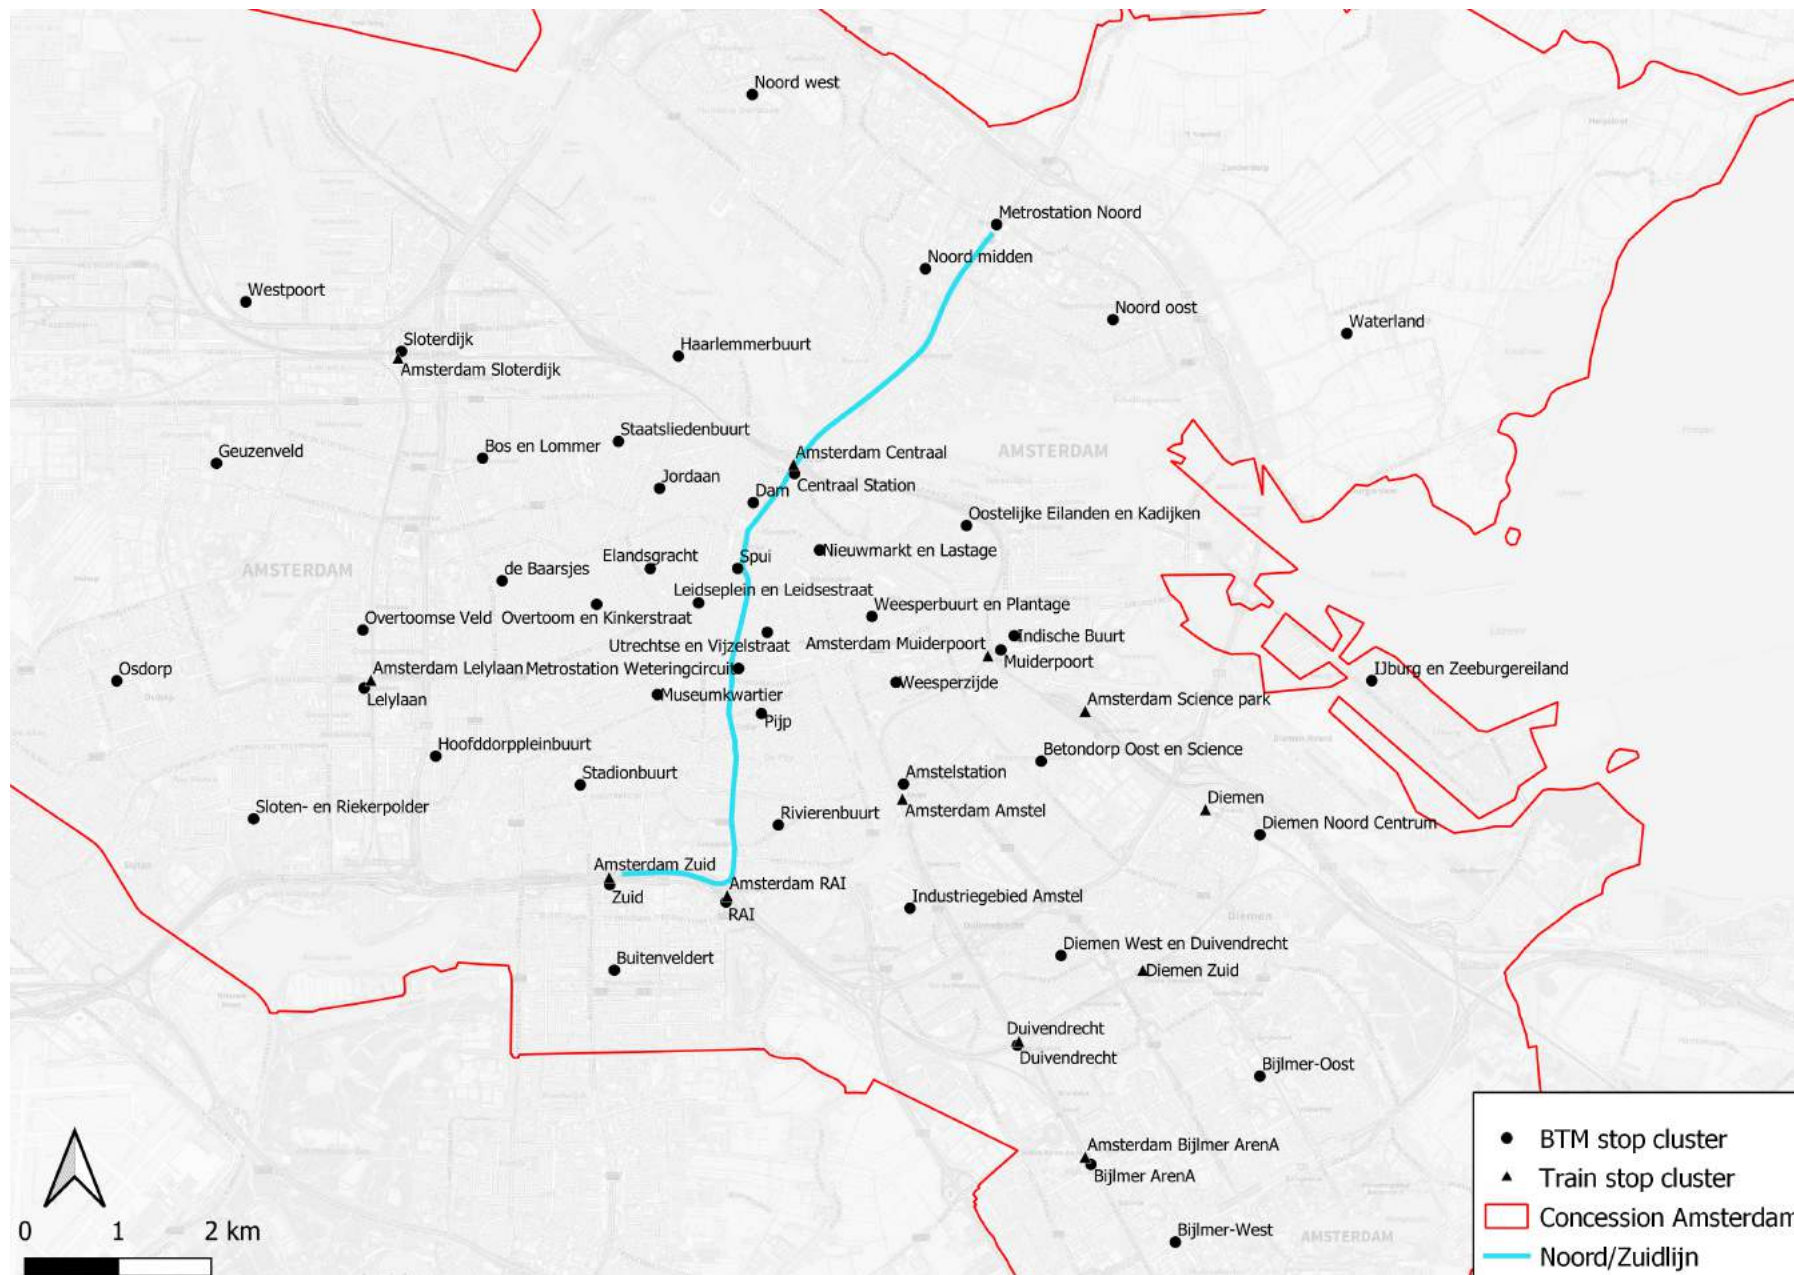 Noord west
Metrostation Noord
Noord midden
Westpoort
Noord oost
Waterland
Sloterdijk
Haarlemmerbuurt
Amsterdam Sloterdijk
Staatsliedenbuurt
Bos en Lommer
AMSTERDAM
Amsterdam Centraal
Geuzenveld
Jordaan
Centraal Station
Dam
Oostelijke Eilanden en Kadijken
Elandsgracht
Spui
Nieuwmarkt en Lastage
AMSTERDAM
de Baarsjes
Leidseplein en Leidsestraat
Weesperbuurt en Plantage
Overtoomse Veld
Overtoom en Kinkerstraat
Utrechtse en Vijzelstraat
Amsterdam Muiderpoort
Indische Buurt
Muiderpoort
Osdorp
Amsterdam Lelylaan
Metrostation Weteringcircuit
IJburg en Zeeburgereiland
Lelylaan
Museumkwartier
Weesperzijde
Amsterdam Science park
Pijp
Hoofddorppleinbuurt
Betondorp Oost en Science
Stadionbuurt
Amstelstation
Sloten- en Riekerpolder
Rivierenbuurt
Amsterdam Amstel
Diemen
Diemen Noord Centrum
Amsterdam Zuid
Zuid
Amsterdam RAI
RAI
Industriegebied Amstel
Diemen
Diemen West en Duivendrecht
Buitenveldert
Diemen Zuid
Duivendrecht
Duivendrecht
Bijlmer-Oost
Amsterdam Bijlmer ArenA
Bijlmer ArenA
Bijlmer-West
AMSTERDAM
BTM stop cluster
Train stop cluster
Concession Amsterdam
Noord/Zuidlijn
0 1 2 km